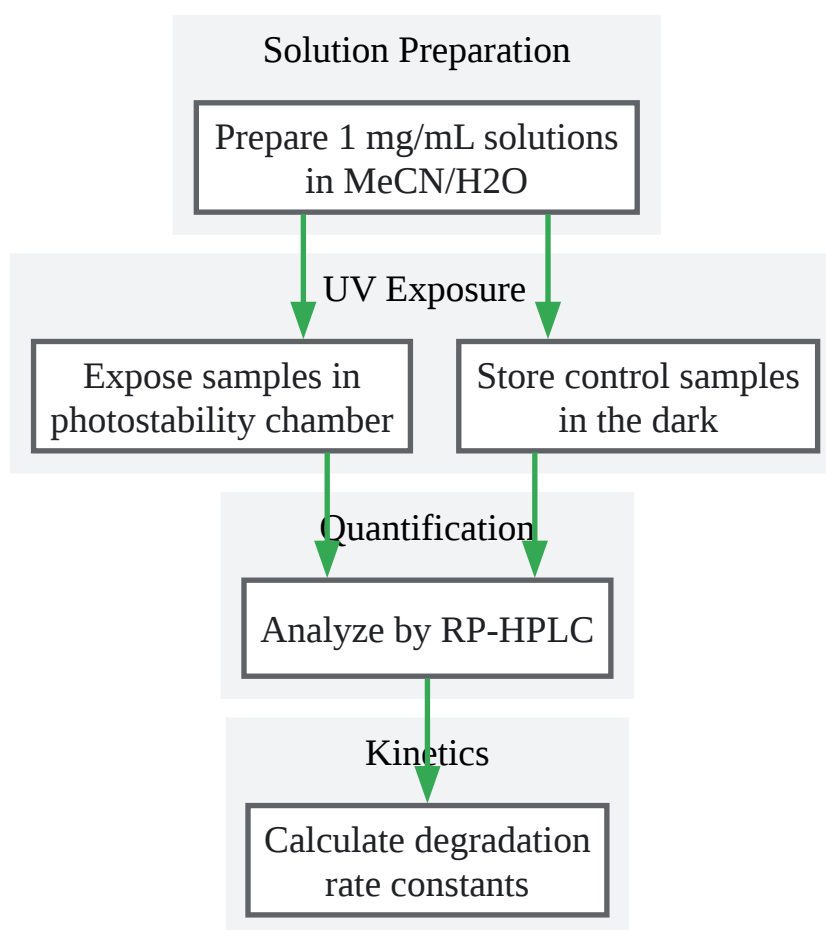 Solution Preparation
Prepare 1 mg/mL solutions
in MeCN/H2O
UV Exposure
Expose samples in
photostability chamber
Store control samples
in the dark
Quantification
Analyze by RP-HPLC
Kinetics
Calculate degradation
rate constants